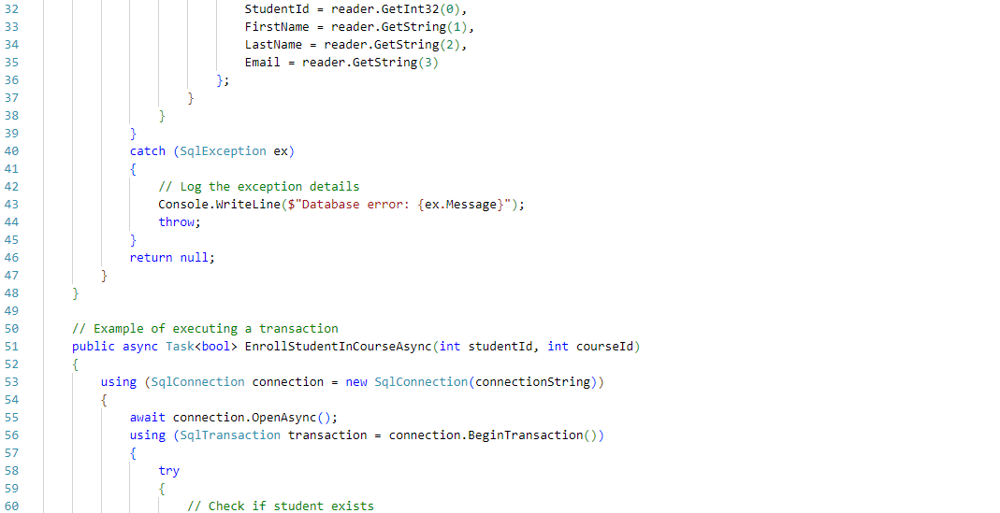 32                              StudentId = reader.GetInt32(0),
33                              FirstName = reader.GetString(1),
34                              LastName = reader.GetString(2),
35                              Email = reader.GetString(3)
36                          };
37                      }
38                  }
39              }
40              catch (SqlException ex)
41              {
42                  // Log the exception details
43                  Console.WriteLine($"Database error: {ex.Message}");
44                  throw;
45              }
46              return null;
47          }
48      }
49
50      // Example of executing a transaction
51      public async Task<bool> EnrollStudentInCourseAsync(int studentId, int courseId)
52      {
53          using (SqlConnection connection = new SqlConnection(connectionString))
54          {
55              await connection.OpenAsync();
56              using (SqlTransaction transaction = connection.BeginTransaction())
57              {
58                  try
59                  {
60                      // Check if student exists